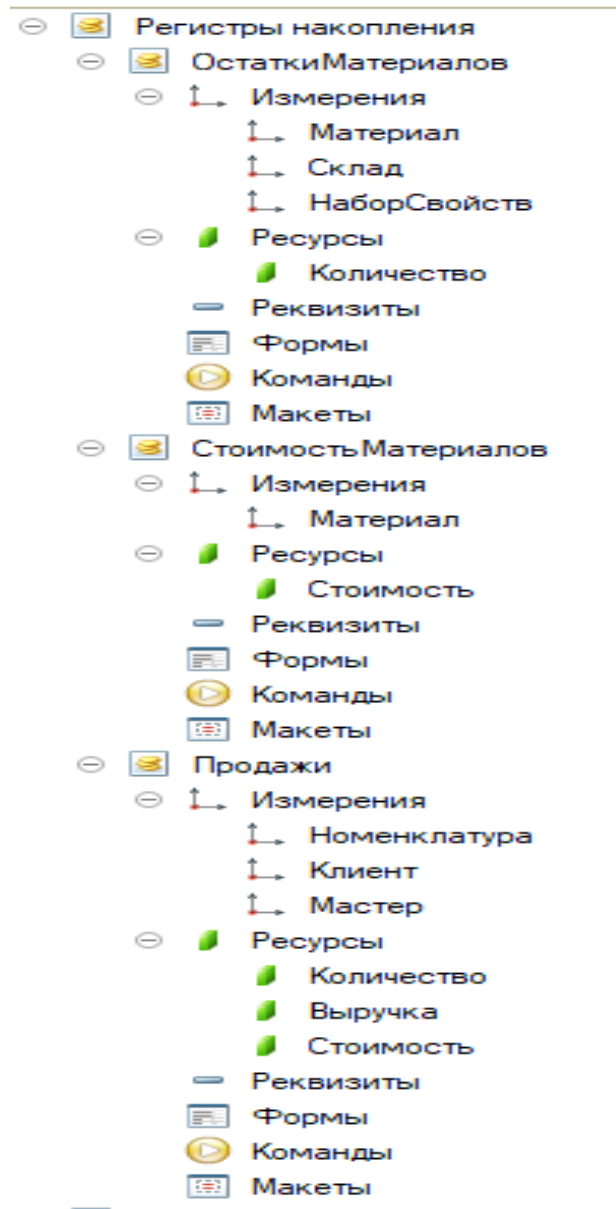 Регистры накопления
ОстаткиМатериалов
Измерения
Материал
Склад
НаборСвойств
Ресурсы
Количество
Реквизиты
Формы
Команды
Макеты
СтоимостьМатериалов
Измерения
Материал
Ресурсы
Стоимость
Реквизиты
Формы
Команды
Макеты
Продажи
Измерения
Номенклатура
Клиент
Мастер
Ресурсы
Количество
Выручка
Стоимость
Реквизиты
Формы
Команды
Макеты